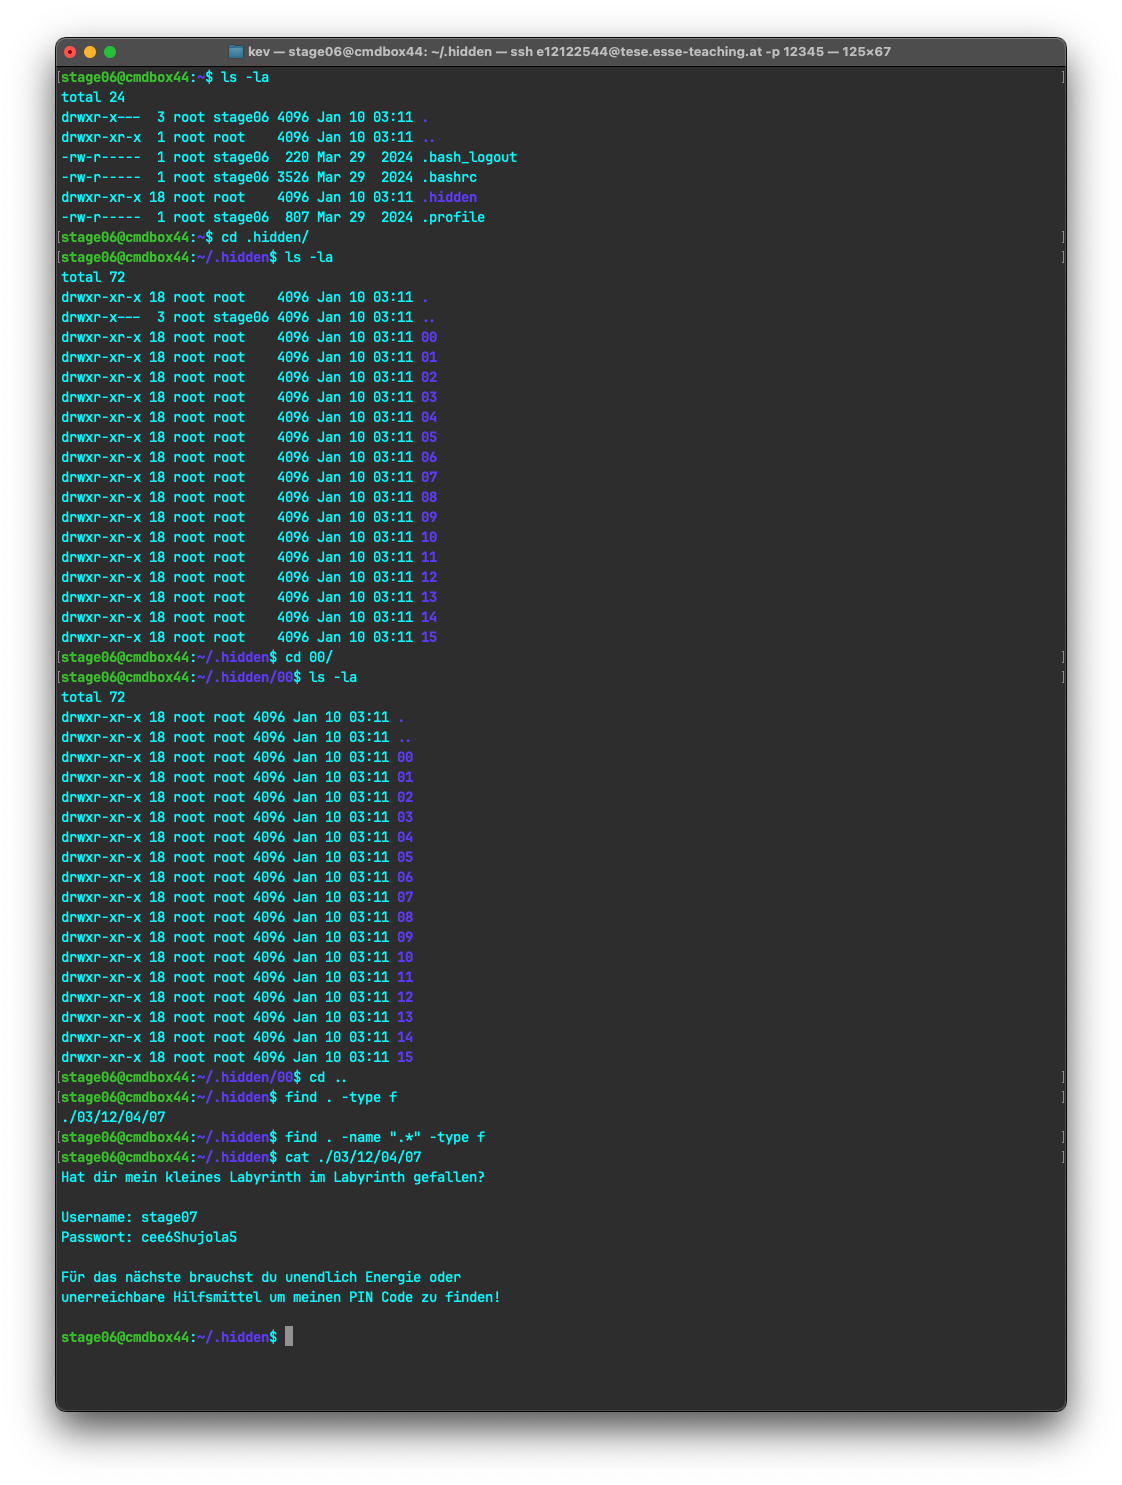 kev — stage06@cmdbox44: ~/.hidden — ssh e12122544@tese.esse-teaching.at -p 12345 — 125×67
[stage06@cmdbox44:~$ ls -la ]
total 24
drwxr-x---  3 root stage06 4096 Jan 10 03:11 .
drwxr-xr-x  1 root root    4096 Jan 10 03:11 ..
-rw-r-----  1 root stage06  220 Mar 29  2024 .bash_logout
-rw-r-----  1 root stage06 3526 Mar 29  2024 .bashrc
drwxr-xr-x 18 root root    4096 Jan 10 03:11 .hidden
-rw-r-----  1 root stage06  807 Mar 29  2024 .profile
[stage06@cmdbox44:~$ cd .hidden/ ]
[stage06@cmdbox44:~/.hidden$ ls -la ]
total 72
drwxr-xr-x 18 root root    4096 Jan 10 03:11 .
drwxr-x---  3 root stage06 4096 Jan 10 03:11 ..
drwxr-xr-x 18 root root    4096 Jan 10 03:11 00
drwxr-xr-x 18 root root    4096 Jan 10 03:11 01
drwxr-xr-x 18 root root    4096 Jan 10 03:11 02
drwxr-xr-x 18 root root    4096 Jan 10 03:11 03
drwxr-xr-x 18 root root    4096 Jan 10 03:11 04
drwxr-xr-x 18 root root    4096 Jan 10 03:11 05
drwxr-xr-x 18 root root    4096 Jan 10 03:11 06
drwxr-xr-x 18 root root    4096 Jan 10 03:11 07
drwxr-xr-x 18 root root    4096 Jan 10 03:11 08
drwxr-xr-x 18 root root    4096 Jan 10 03:11 09
drwxr-xr-x 18 root root    4096 Jan 10 03:11 10
drwxr-xr-x 18 root root    4096 Jan 10 03:11 11
drwxr-xr-x 18 root root    4096 Jan 10 03:11 12
drwxr-xr-x 18 root root    4096 Jan 10 03:11 13
drwxr-xr-x 18 root root    4096 Jan 10 03:11 14
drwxr-xr-x 18 root root    4096 Jan 10 03:11 15
[stage06@cmdbox44:~/.hidden$ cd 00/ ]
[stage06@cmdbox44:~/.hidden/00$ ls -la ]
total 72
drwxr-xr-x 18 root root 4096 Jan 10 03:11 .
drwxr-xr-x 18 root root 4096 Jan 10 03:11 ..
drwxr-xr-x 18 root root 4096 Jan 10 03:11 00
drwxr-xr-x 18 root root 4096 Jan 10 03:11 01
drwxr-xr-x 18 root root 4096 Jan 10 03:11 02
drwxr-xr-x 18 root root 4096 Jan 10 03:11 03
drwxr-xr-x 18 root root 4096 Jan 10 03:11 04
drwxr-xr-x 18 root root 4096 Jan 10 03:11 05
drwxr-xr-x 18 root root 4096 Jan 10 03:11 06
drwxr-xr-x 18 root root 4096 Jan 10 03:11 07
drwxr-xr-x 18 root root 4096 Jan 10 03:11 08
drwxr-xr-x 18 root root 4096 Jan 10 03:11 09
drwxr-xr-x 18 root root 4096 Jan 10 03:11 10
drwxr-xr-x 18 root root 4096 Jan 10 03:11 11
drwxr-xr-x 18 root root 4096 Jan 10 03:11 12
drwxr-xr-x 18 root root 4096 Jan 10 03:11 13
drwxr-xr-x 18 root root 4096 Jan 10 03:11 14
drwxr-xr-x 18 root root 4096 Jan 10 03:11 15
[stage06@cmdbox44:~/.hidden/00$ cd .. ]
[stage06@cmdbox44:~/.hidden$ find . -type f ]
./03/12/04/07
[stage06@cmdbox44:~/.hidden$ find . -name ".*" -type f ]
[stage06@cmdbox44:~/.hidden$ cat ./03/12/04/07 ]
Hat dir mein kleines Labyrinth im Labyrinth gefallen?
Username: stage07
Passwort: cee6Shujola5
Für das nächste brauchst du unendlich Energie oder
unerreichbare Hilfsmittel um meinen PIN Code zu finden!
stage06@cmdbox44:~/.hidden$